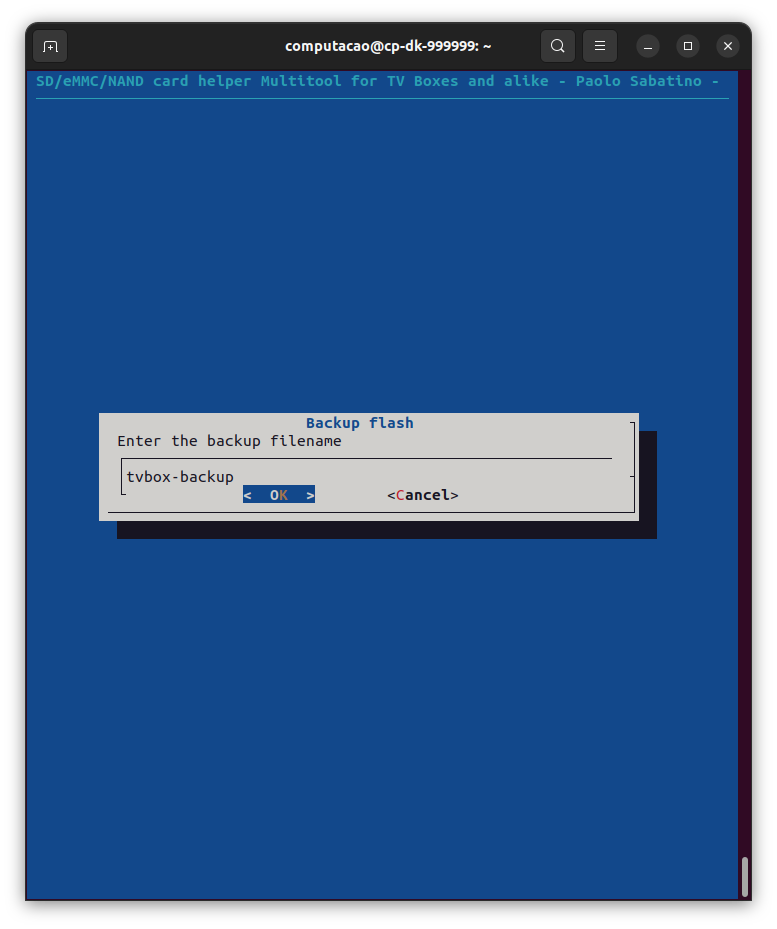 computacao@cp-dk-999999: ~
SD/eMMC/NAND card helper Multitool for TV Boxes and alike - Paolo Sabatino -
Backup flash
Enter the backup filename
tvbox-backup
<  OK  > <Cancel>